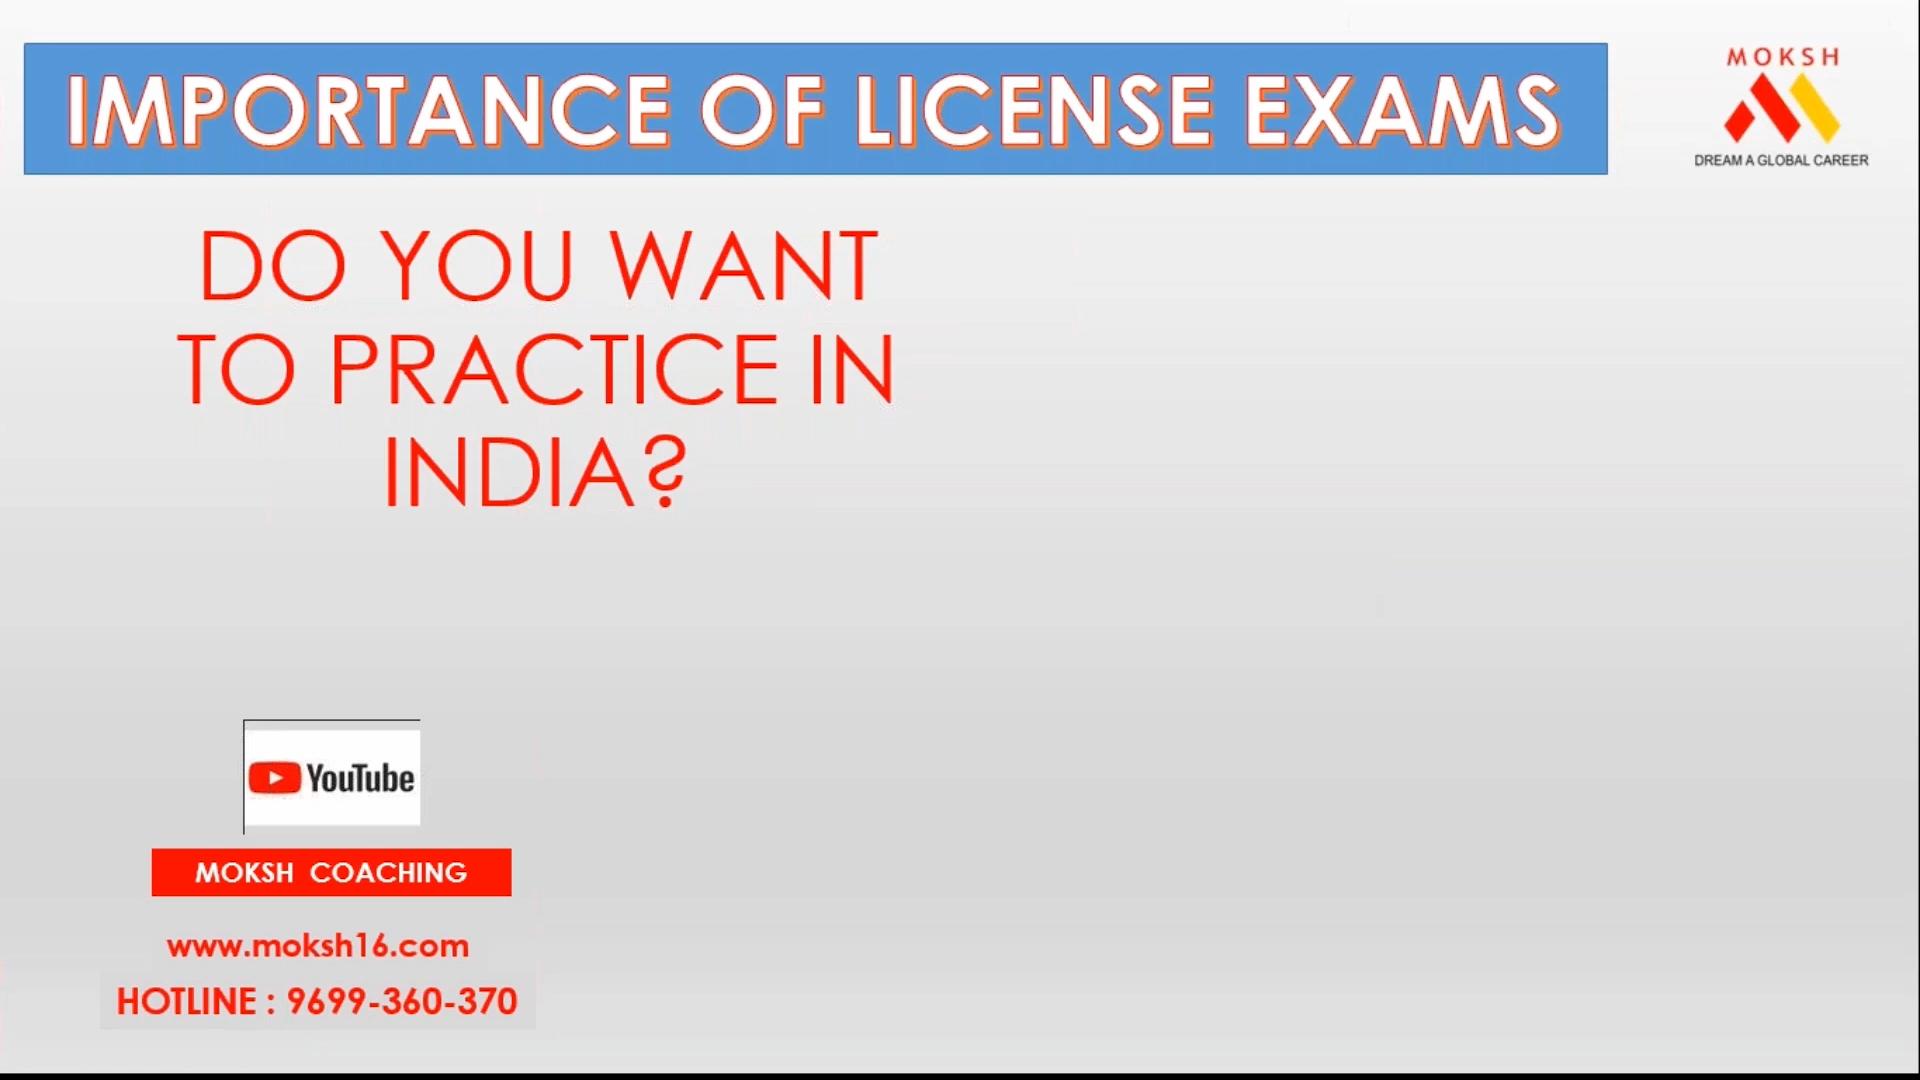 IMPORTANCE OF LICENSE EXAMS
MOKSH
DREAM A GLOBAL CAREER
DO YOU WANT
TO PRACTICE IN
INDIA?
YouTube
MOKSH COACHING
www.moksh16.com
HOTLINE : 9699-360-370